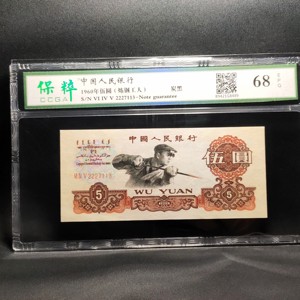 保粹
CCGA
中国人民银行
1960年伍圆（炼钢工人）
炭黑
S/N VI IV V 2227113 - Note guarantee
68
中國人民銀行
伍圓
5
5
WU YUAN